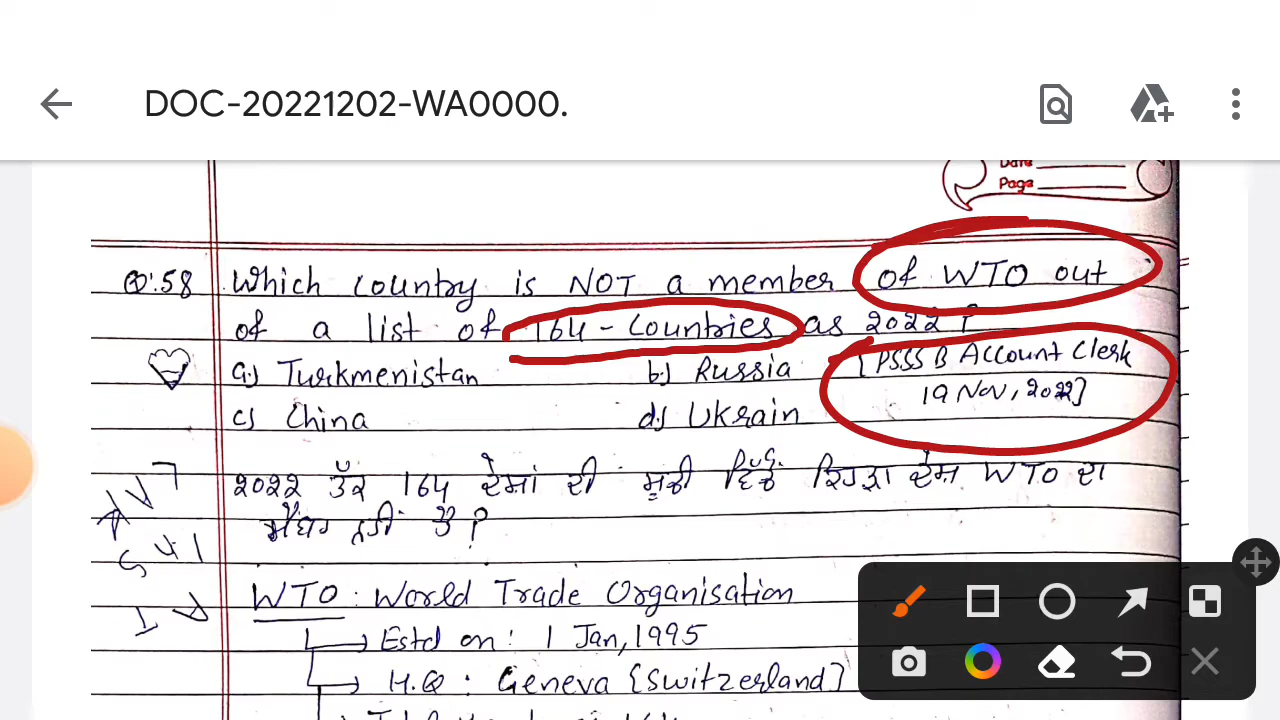 DOC-20221202-WA0000.
Date
Page
Q:58 Which country is NOT a member of WTO out
of a list of 164-Countries as 2022?
a.) Turkmenistan b.) Russia [PSSSB Account Clerk
c.) China d.) Ukrain 19 Nov, 2022]
2022 ਤੱਕ 164 ਦੇਸ਼ਾਂ ਦੀ ਸੂਚੀ ਵਿੱਚੋਂ ਕਿਹੜਾ ਦੇਸ਼ WTO ਦਾ
ਮੈਂਬਰ ਨਹੀਂ ਹੈ?
WTO: World Trade Organisation
Estd on: 1 Jan, 1995
H.Q: Geneva [Switzerland]